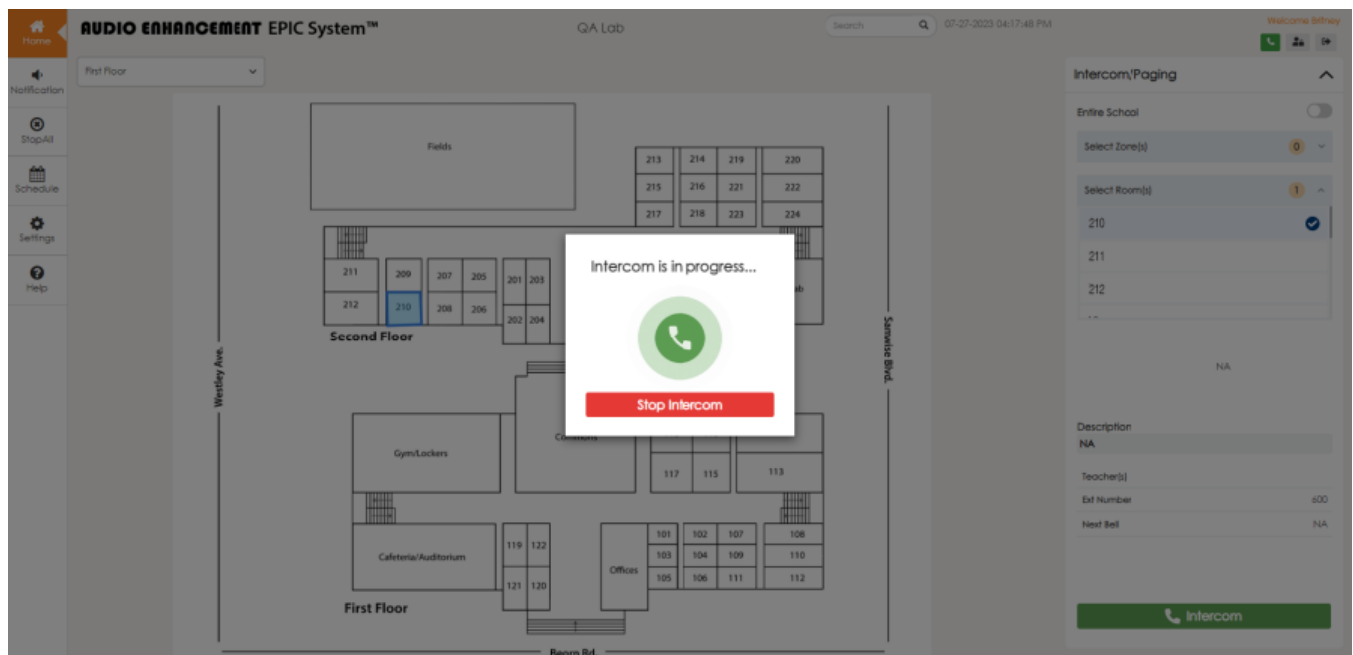 Home
AUDIO ENHANCEMENT EPIC System™
QA Lab
Search
07-27-2023 04:17:48 PM
Welcome Britney
Notification
StopAll
Schedule
Settings
Help
First Floor
Fields
213 214 219 220
215 216 221 222
217 218 223 224
211 209 207 205 201 203
212 210 208 206 202 204
Second Floor
Westley Ave.
Samwise Blvd.
Gym/Lockers
117 115 113
Cafeteria/Auditorium
119 122
121 120
Offices
101 102 107 108
103 104 109 110
105 106 111 112
First Floor
Beorn Rd.
Intercom is in progress...
Stop Intercom
Intercom/Paging
Entire School
Select Zone(s) 0
Select Room(s) 1
210
211
212
NA
Description
NA
Teacher(s)
Ext Number 600
Next Bell NA
Intercom